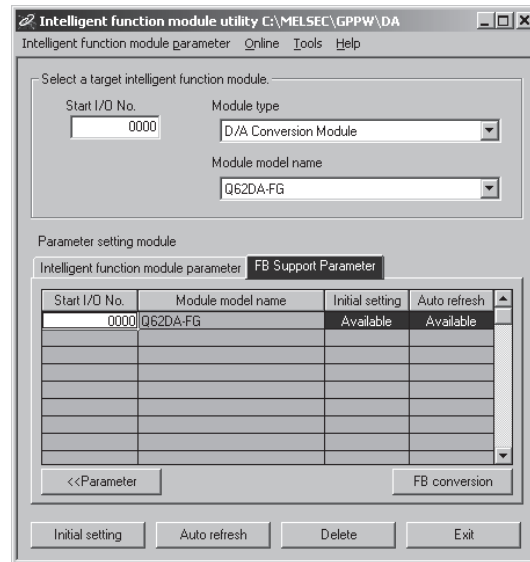 Intelligent function module utility C:\MELSEC\GPPW\DA
Intelligent function module parameter Online Tools Help
Select a target intelligent function module.
Start I/O No. Module type
0000 D/A Conversion Module
Module model name
Q62DA-FG
Parameter setting module
Intelligent function module parameter FB Support Parameter
Start I/O No. Module model name Initial setting Auto refresh
0000 Q62DA-FG Available Available
<<Parameter FB conversion
Initial setting Auto refresh Delete Exit